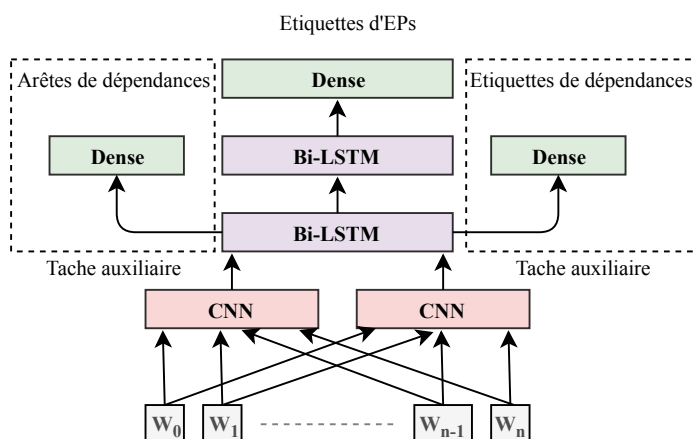 Etiquettes d'EPs
Arêtes de dépendances
Dense
Etiquettes de dépendances
Dense
Bi-LSTM
Dense
Bi-LSTM
Tache auxiliaire
Tache auxiliaire
CNN
CNN
W0
W1
Wn-1
Wn